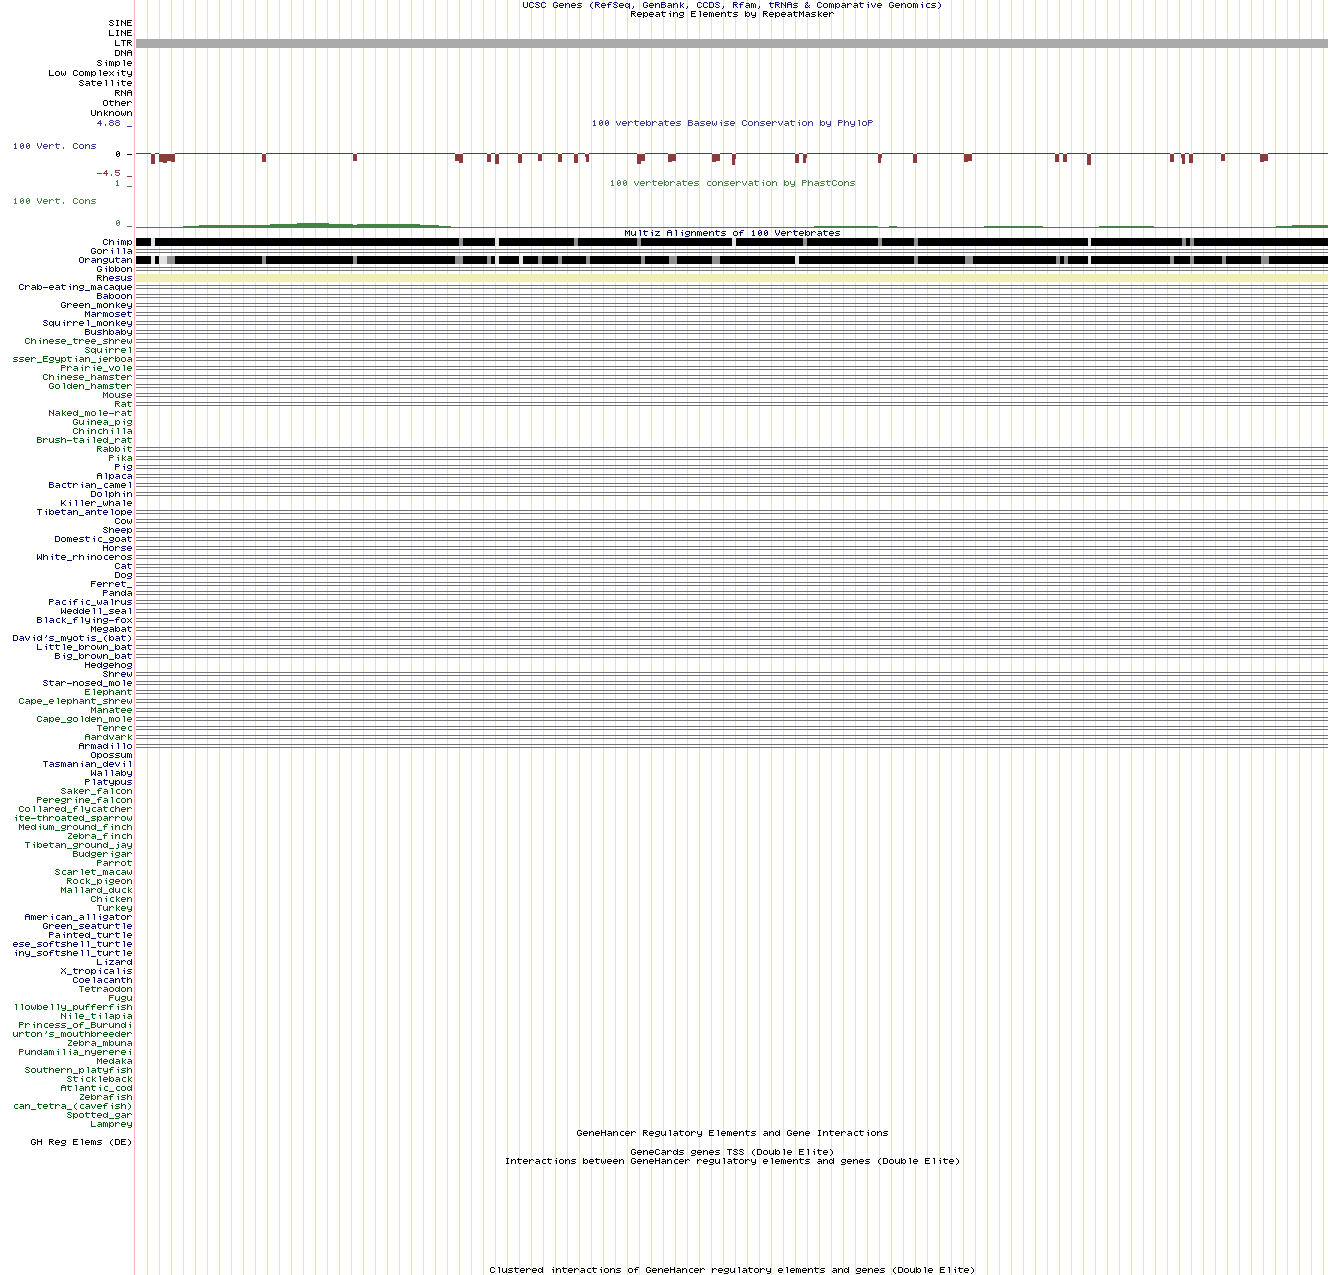 UCSC Genes (RefSeq, GenBank, CCDS, Rfam, tRNAs & Comparative Genomics)
Repeating Elements by RepeatMasker
SINE
LINE
LTR
DNA
Simple
Low Complexity
Satellite
RNA
Other
Unknown
4.88 _
100 vertebrates Basewise Conservation by PhyloP
100 Vert. Cons
0 -
-4.5 _
1 _
100 vertebrates conservation by PhastCons
100 Vert. Cons
0 _
Multiz Alignments of 100 Vertebrates
Chimp
Gorilla
Orangutan
Gibbon
Rhesus
Crab-eating_macaque
Baboon
Green_monkey
Marmoset
Squirrel_monkey
Bushbaby
Chinese_tree_shrew
Squirrel
sser_Egyptian_jerboa
Prairie_vole
Chinese_hamster
Golden_hamster
Mouse
Rat
Naked_mole-rat
Guinea_pig
Chinchilla
Brush-tailed_rat
Rabbit
Pika
Pig
Alpaca
Bactrian_camel
Dolphin
Killer_whale
Tibetan_antelope
Cow
Sheep
Domestic_goat
Horse
White_rhinoceros
Cat
Dog
Ferret_
Panda
Pacific_walrus
Weddell_seal
Black_flying-fox
Megabat
David's_myotis_(bat)
Little_brown_bat
Big_brown_bat
Hedgehog
Shrew
Star-nosed_mole
Elephant
Cape_elephant_shrew
Manatee
Cape_golden_mole
Tenrec
Aardvark
Armadillo
Opossum
Tasmanian_devil
Wallaby
Platypus
Saker_falcon
Peregrine_falcon
Collared_flycatcher
ite-throated_sparrow
Medium_ground_finch
Zebra_finch
Tibetan_ground_jay
Budgerigar
Parrot
Scarlet_macaw
Rock_pigeon
Mallard_duck
Chicken
Turkey
American_alligator
Green_seaturtle
Painted_turtle
ese_softshell_turtle
iny_softshell_turtle
Lizard
X_tropicalis
Coelacanth
Tetraodon
Fugu
llowbelly_pufferfish
Nile_tilapia
Princess_of_Burundi
urton's_mouthbreeder
Zebra_mbuna
Pundamilia_nyererei
Medaka
Southern_platyfish
Stickleback
Atlantic_cod
Zebrafish
can_tetra_(cavefish)
Spotted_gar
Lamprey
GeneHancer Regulatory Elements and Gene Interactions
GH Reg Elems (DE)
GeneCards genes TSS (Double Elite)
Interactions between GeneHancer regulatory elements and genes (Double Elite)
Clustered interactions of GeneHancer regulatory elements and genes (Double Elite)